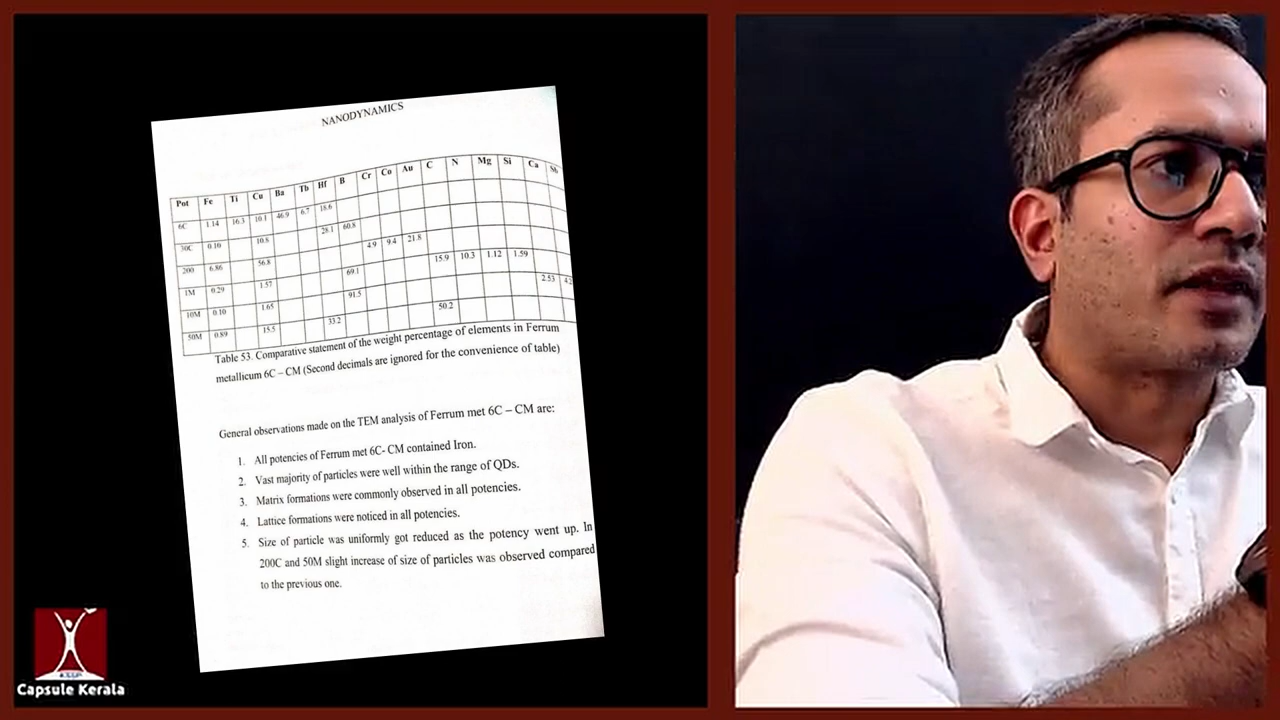 NANODYNAMICS
Pot Fe Ti Cu Ba Tb Hf B Cr Co Au C N Mg Si Ca Sb
6C 1.14 16.3 10.1 46.9 6.7 18.6
30C 0.10 10.8 28.1 60.8
200 6.86 56.8 4.9 9.4 21.8
1M 0.29 1.57 69.1 15.9 10.3 1.12 1.59
10M 0.10 1.65 91.5 2.53
50M 0.89 15.5 33.2 50.2
Table 53. Comparative statement of the weight percentage of elements in Ferrum
metallicum 6C – CM (Second decimals are ignored for the convenience of table)
General observations made on the TEM analysis of Ferrum met 6C – CM are:
1. All potencies of Ferrum met 6C- CM contained Iron.
2. Vast majority of particles were well within the range of QDs.
3. Matrix formations were commonly observed in all potencies.
4. Lattice formations were noticed in all potencies.
5. Size of particle was uniformly got reduced as the potency went up. In
200C and 50M slight increase of size of particles was observed compared
to the previous one.
Capsule Kerala